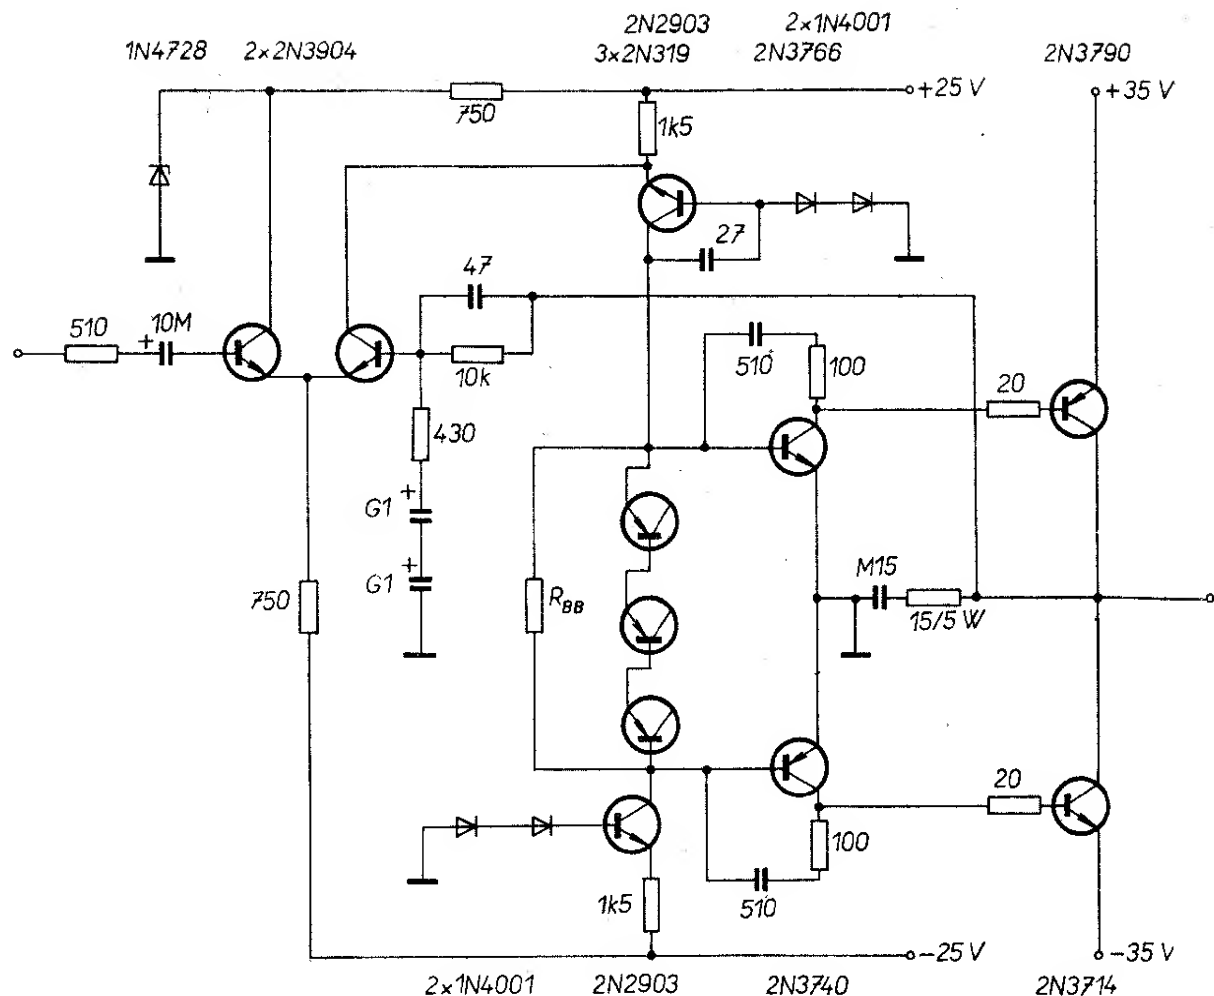 2N2903 2×1N4001
1N4728 2×2N3904 3×2N319 2N3766 2N3790
+25 V +35 V
750
1k5
27
47
510 + 10M
10k
510 100 20
430
+
G1
+
G1
750
R_BB
M15
15/5 W
20
100
1k5
510
-25 V -35 V
2×1N4001 2N2903 2N3740 2N3714